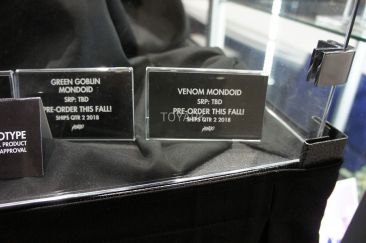 GREEN GOBLIN
MONDOID
SRP: TBD
PRE-ORDER THIS FALL!
SHIPS QTR 2 2018
VENOM MONDOID
SRP: TBD
PRE-ORDER THIS FALL!
SHIPS QTR 2 2018
OTYPE
PRODUCT
APPROVAL